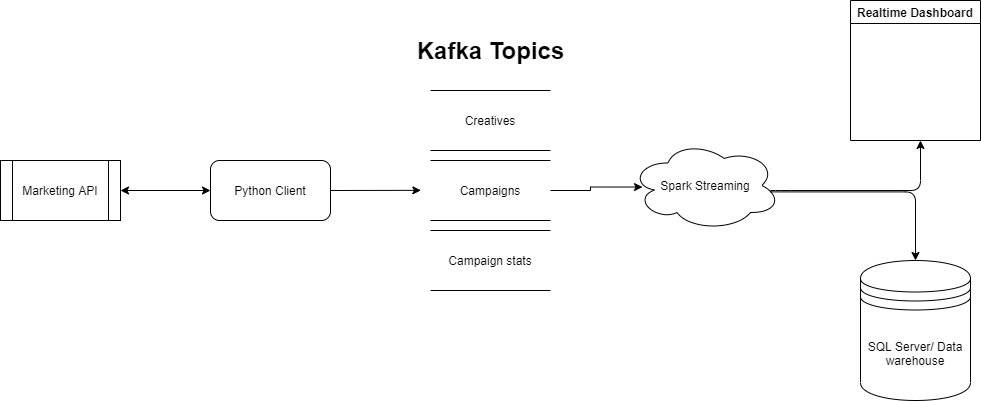 Realtime Dashboard
Kafka Topics
Creatives
Marketing API
Python Client
Campaigns
Spark Streaming
Campaign stats
SQL Server/ Data
warehouse